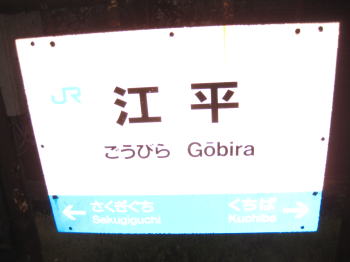 JR
江平
ごうびら Gōbira
← さくぎぐち くちば →
Sakugiguchi Kuchiba